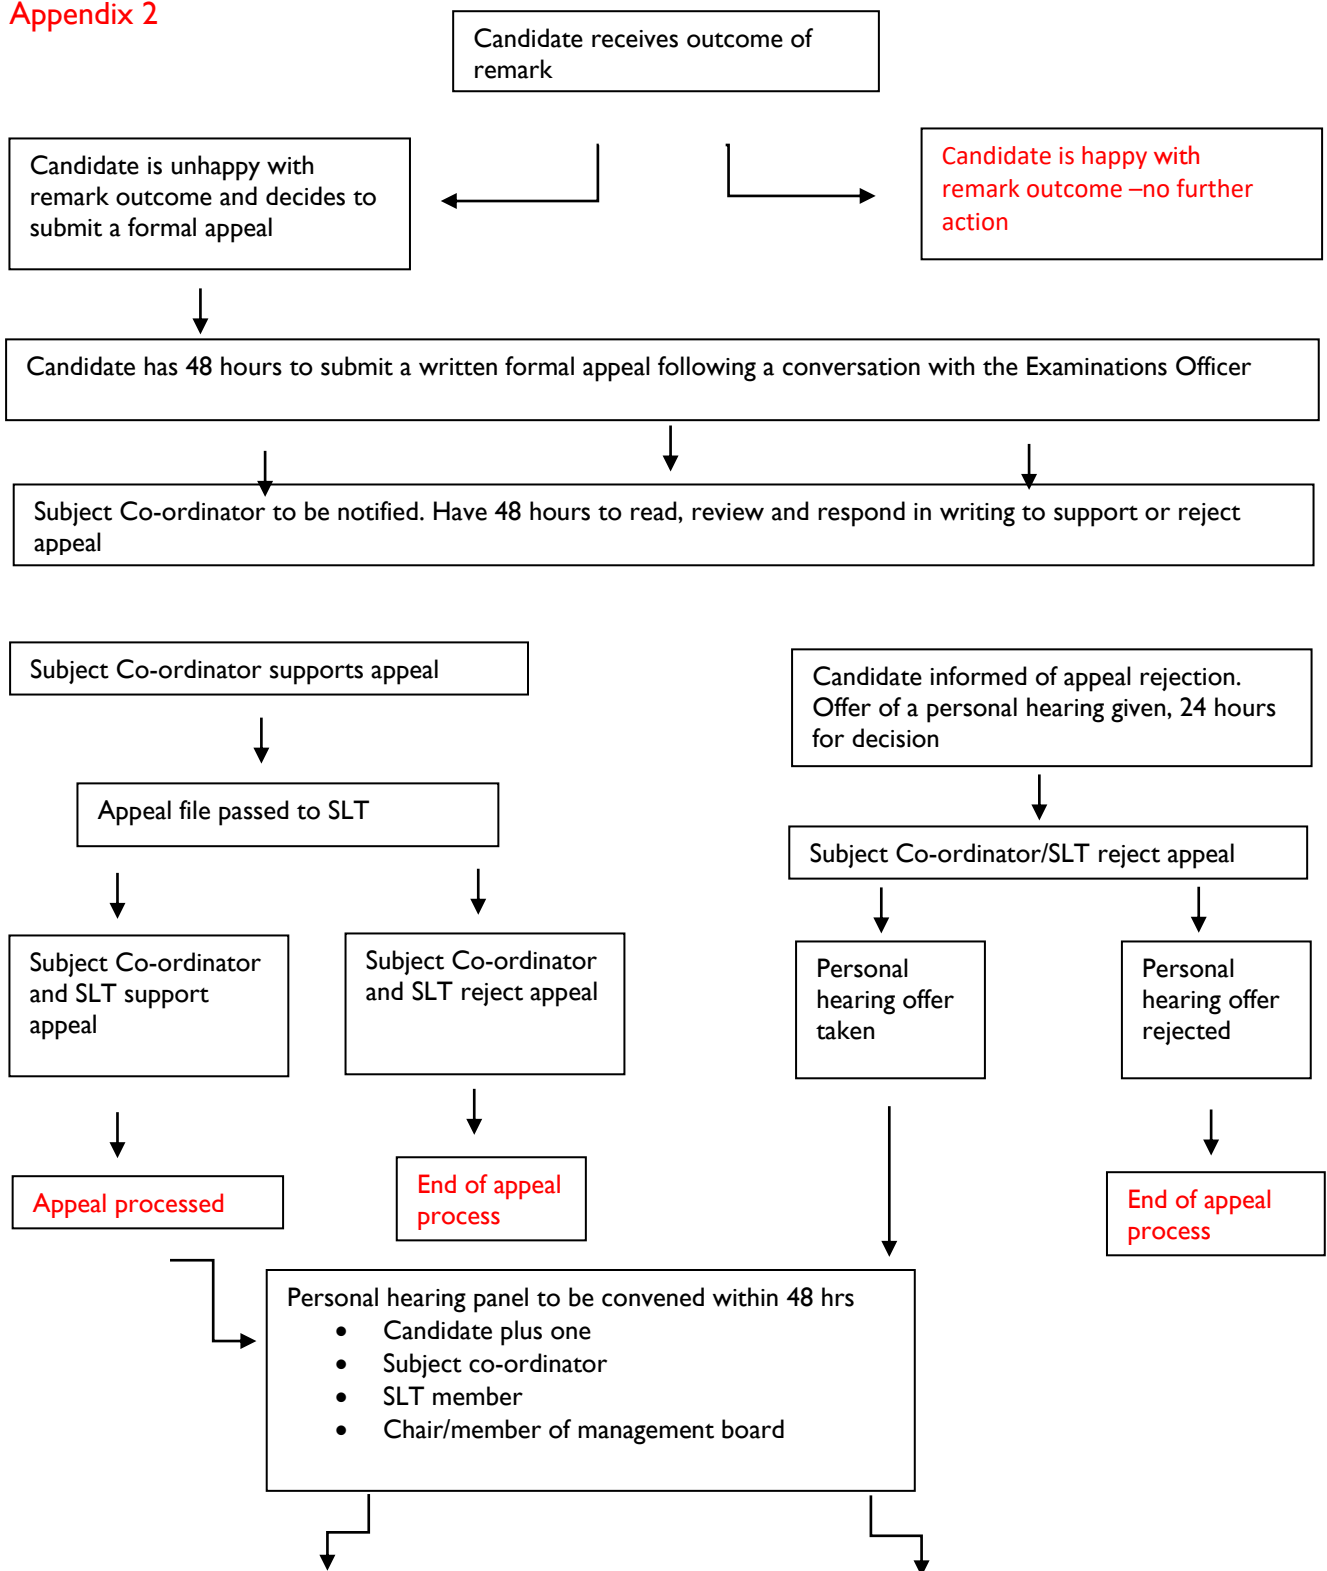 Appendix 2
Candidate receives outcome of
remark
Candidate is unhappy with
remark outcome and decides to
submit a formal appeal
Candidate is happy with
remark outcome –no further
action
Candidate has 48 hours to submit a written formal appeal following a conversation with the Examinations Officer
Subject Co-ordinator to be notified. Have 48 hours to read, review and respond in writing to support or reject
appeal
Subject Co-ordinator supports appeal
Candidate informed of appeal rejection.
Offer of a personal hearing given, 24 hours
for decision
Appeal file passed to SLT
Subject Co-ordinator/SLT reject appeal
Subject Co-ordinator
and SLT support
appeal
Subject Co-ordinator
and SLT reject appeal
Personal
hearing offer
taken
Personal
hearing offer
rejected
Appeal processed
End of appeal
process
End of appeal
process
Personal hearing panel to be convened within 48 hrs
• Candidate plus one
• Subject co-ordinator
• SLT member
• Chair/member of management board